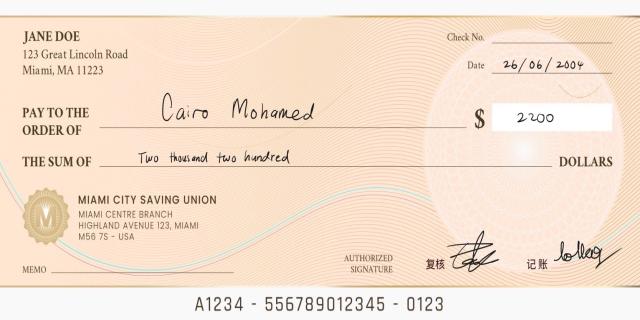 JANE DOE
123 Great Lincoln Road
Miami, MA 11223
Check No.
Date 26/06/2004
PAY TO THE
ORDER OF Cairo Mohamed
$ 2200
THE SUM OF Two thousand two hundred DOLLARS
M
MIAMI CITY SAVING UNION
MIAMI CENTRE BRANCH
HIGHLAND AVENUE 123, MIAMI
M56 7S - USA
MEMO
AUTHORIZED
SIGNATURE
复核
记账
A1234 - 556789012345 - 0123